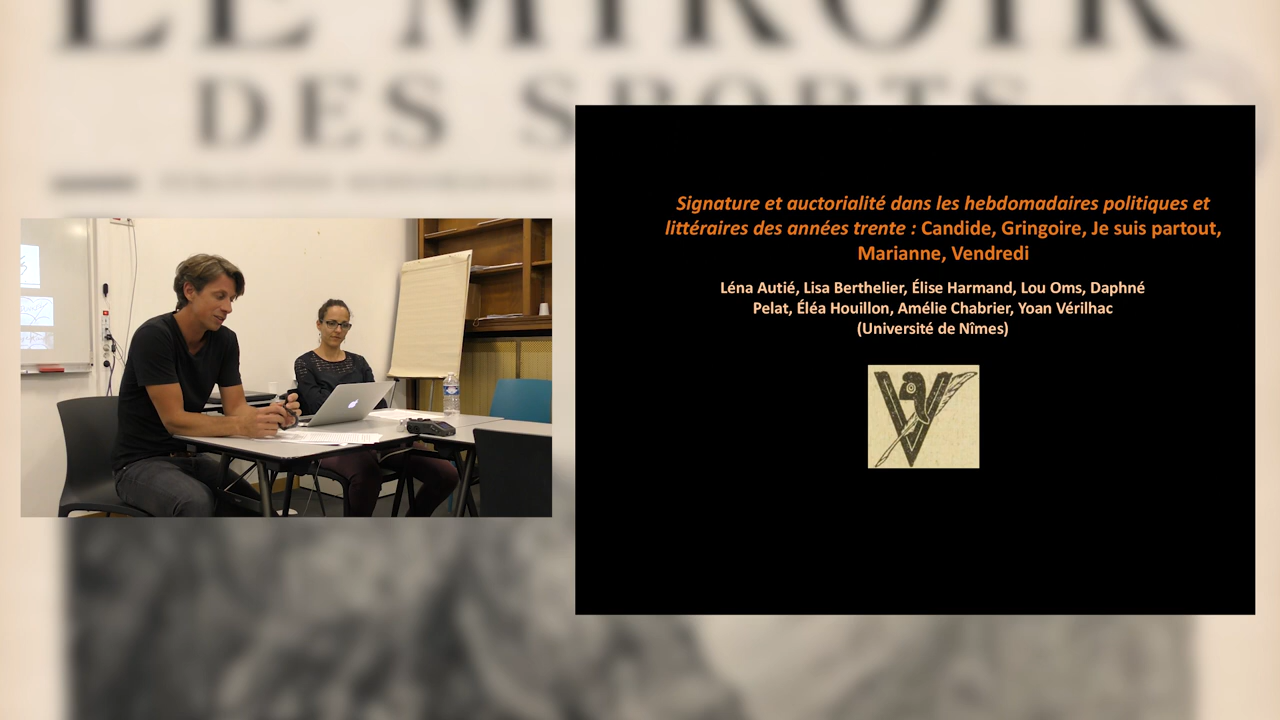 LE MIROIR
DES SPORTS
Signature et auctorialité dans les hebdomadaires politiques et
littéraires des années trente : Candide, Gringoire, Je suis partout,
Marianne, Vendredi
Léna Autié, Lisa Berthelier, Élise Harmand, Lou Oms, Daphné
Pelat, Éléa Houillon, Amélie Chabrier, Yoan Vérilhac
(Université de Nîmes)
V